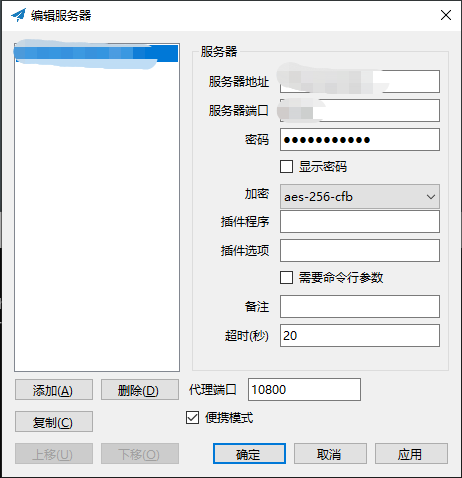 编辑服务器
服务器
服务器地址
服务器端口
密码 ●●●●●●●●●●●
显示密码
加密 aes-256-cfb
插件程序
插件选项
需要命令行参数
备注
超时(秒) 20
添加(A) 删除(D) 代理端口 10800
复制(C) 便携模式
上移(U) 下移(O) 确定 取消 应用